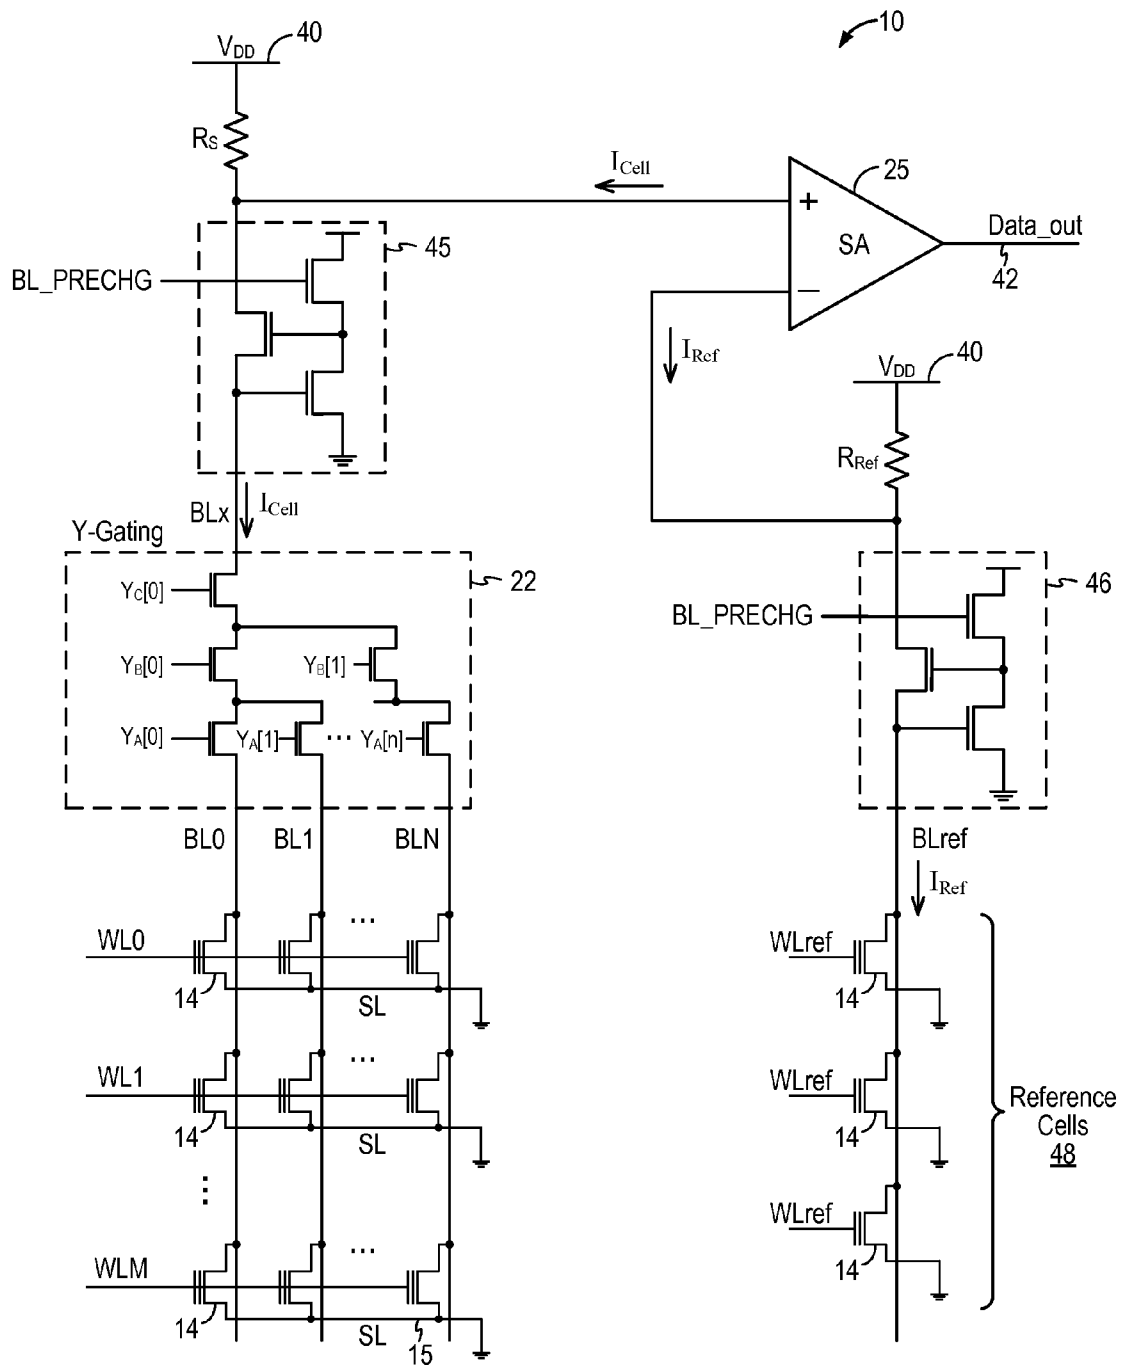 10
40
VDD
RS
ICell
25
+
SA
Data_out
42
−
45
BL_PRECHG
IRef
40
VDD
RRef
BLx
ICell
Y-Gating
22
YC[0]
YB[0]
YB[1]
YA[0]
YA[1]
...
YA[n]
46
BL_PRECHG
BL0
BL1
BLN
BLref
IRef
...
WL0
14
SL
WLref
14
...
WL1
14
SL
WLref
14
Reference
Cells
48
...
...
WLM
14
SL
15
WLref
14